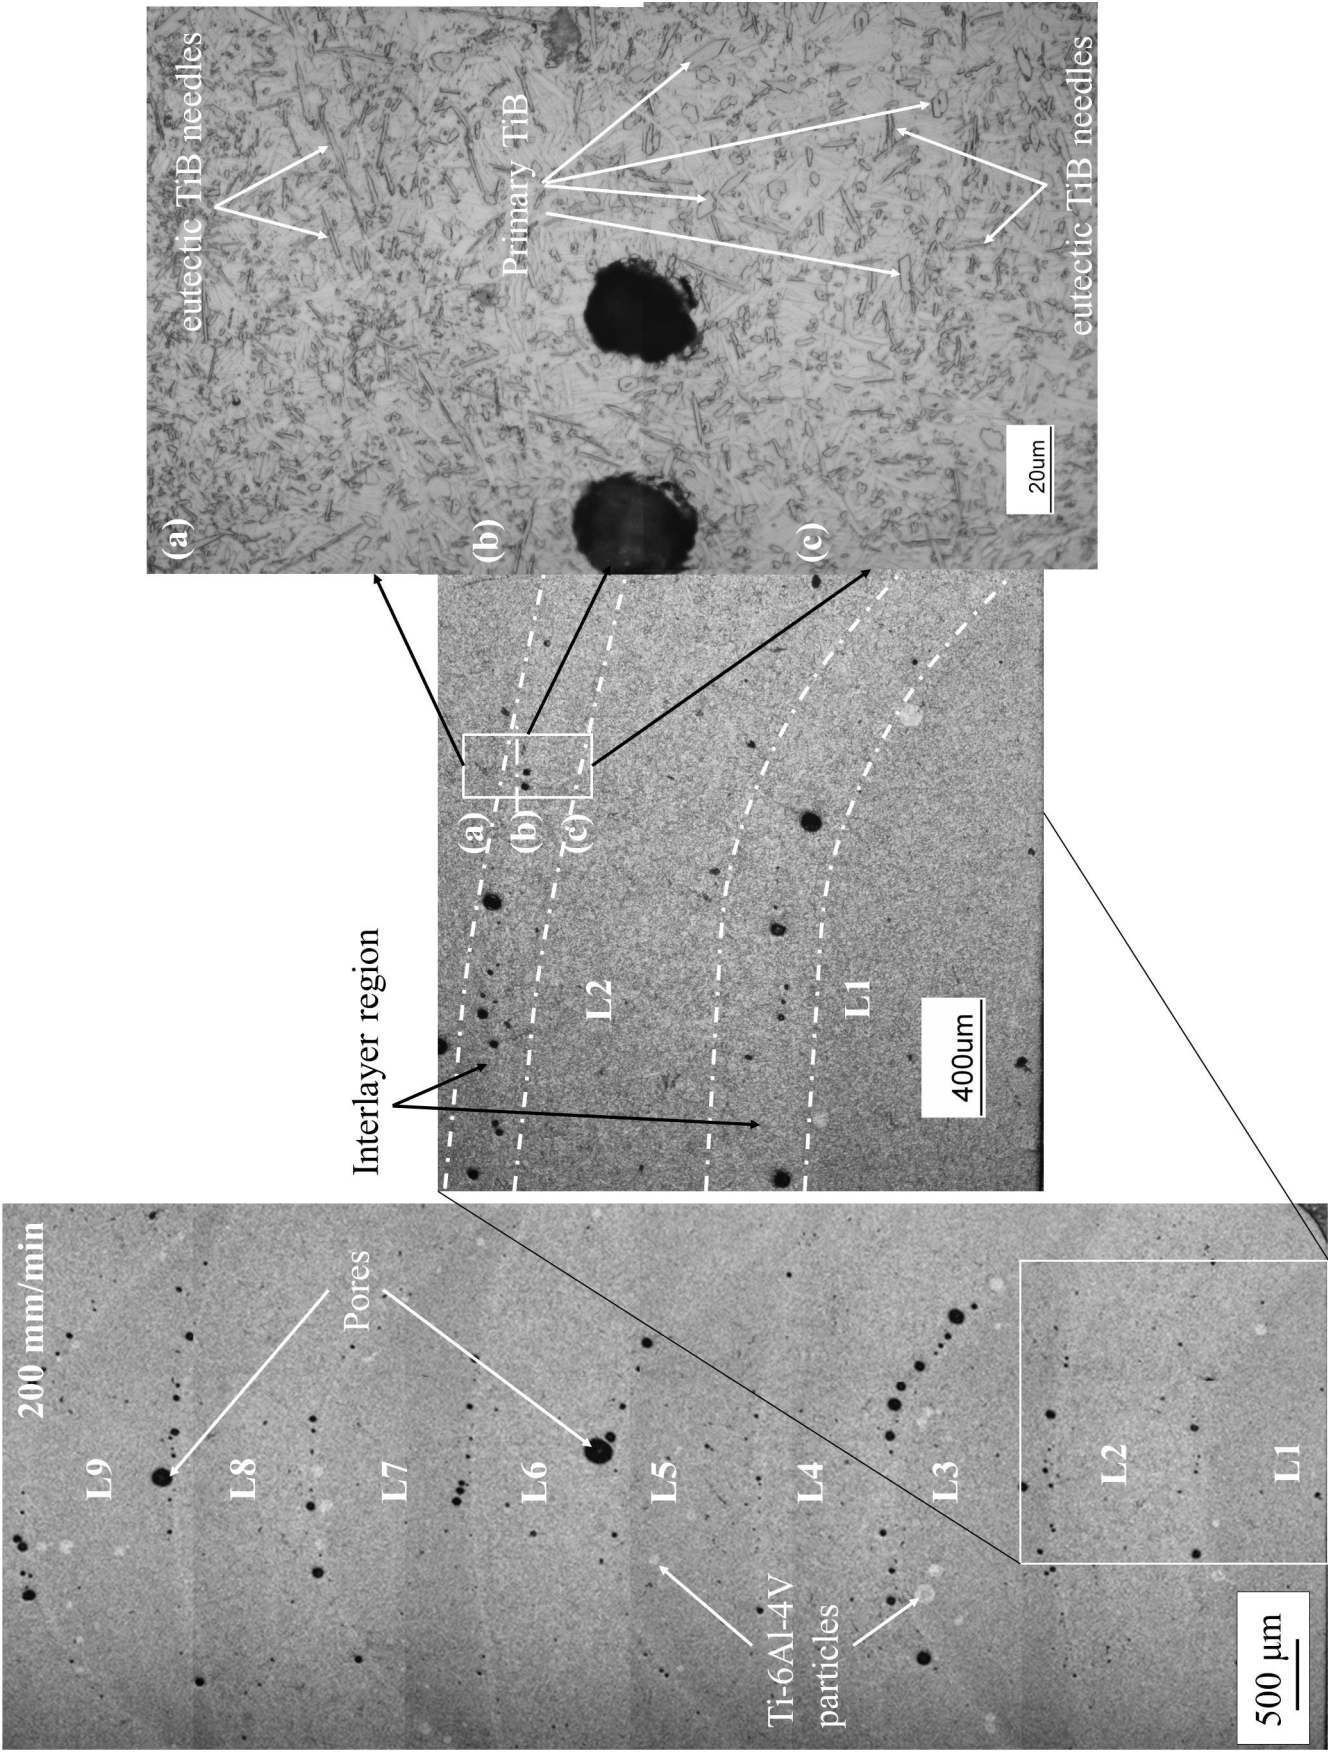 200 mm/min
L9
L8
L7
L6
L5
L4
L3
L2
L1
Pores
Ti-6Al-4V
particles
500 μm
Interlayer region
L2
L1
(a)
(b)
(c)
400um
(a)
eutectic TiB needles
(b)
Primary TiB
(c)
eutectic TiB needles
20um